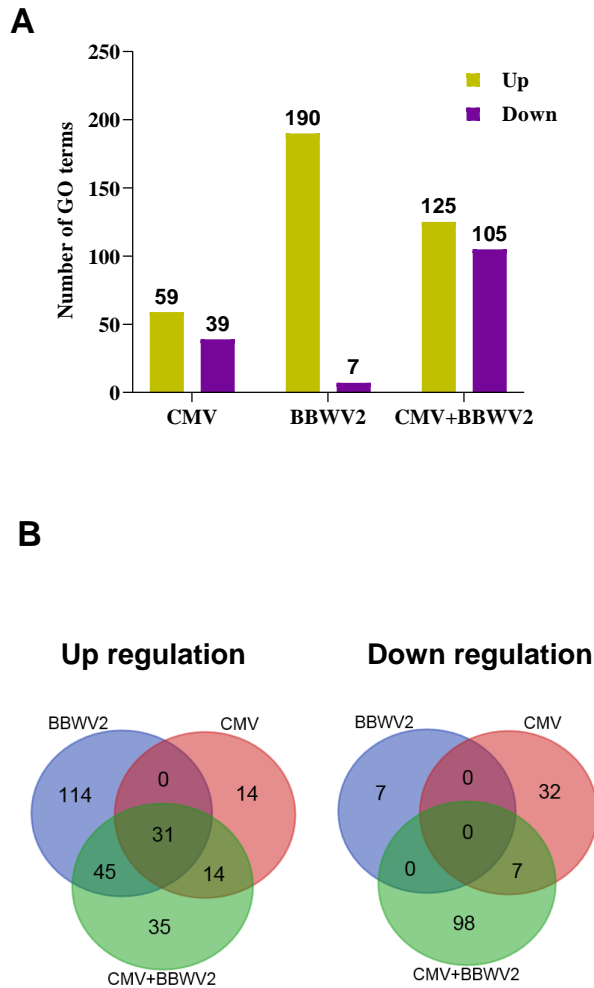 A
250
200
150
100
50
0
Number of GO terms
Up
Down
59
39
190
7
125
105
CMV
BBWV2
CMV+BBWV2
B
Up regulation
BBWV2
CMV
114
0
14
31
45
14
35
CMV+BBWV2
Down regulation
BBWV2
CMV
7
0
32
0
0
7
98
CMV+BBWV2